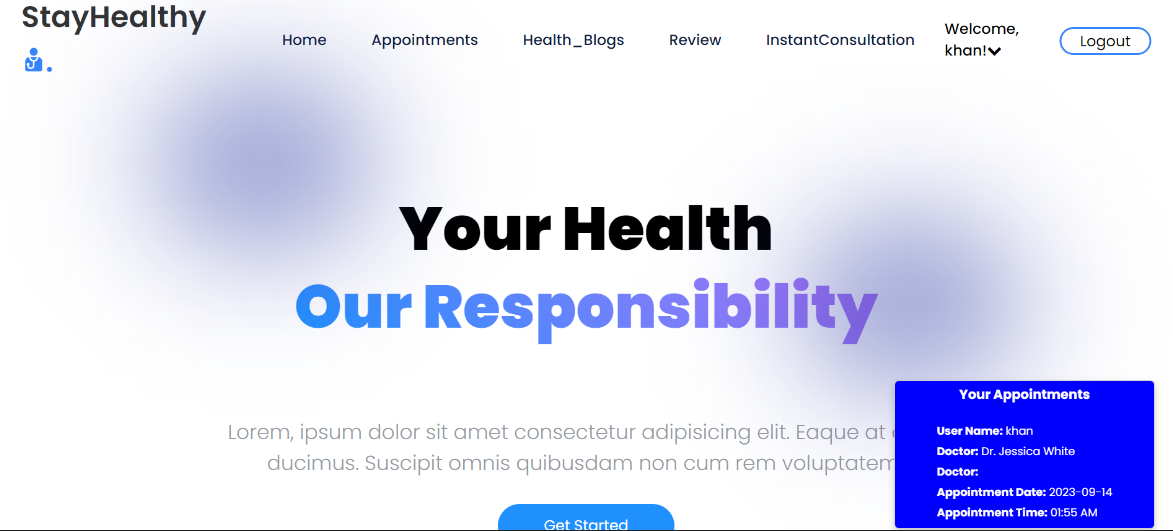 StayHealthy
.
Home Appointments Health_Blogs Review InstantConsultation
Welcome,
khan!
Logout
Your Health
Our Responsibility
Lorem, ipsum dolor sit amet consectetur adipisicing elit. Eaque at
ducimus. Suscipit omnis quibusdam non cum rem voluptatem
Get Started
Your Appointments
User Name: khan
Doctor: Dr. Jessica White
Doctor:
Appointment Date: 2023-09-14
Appointment Time: 01:55 AM